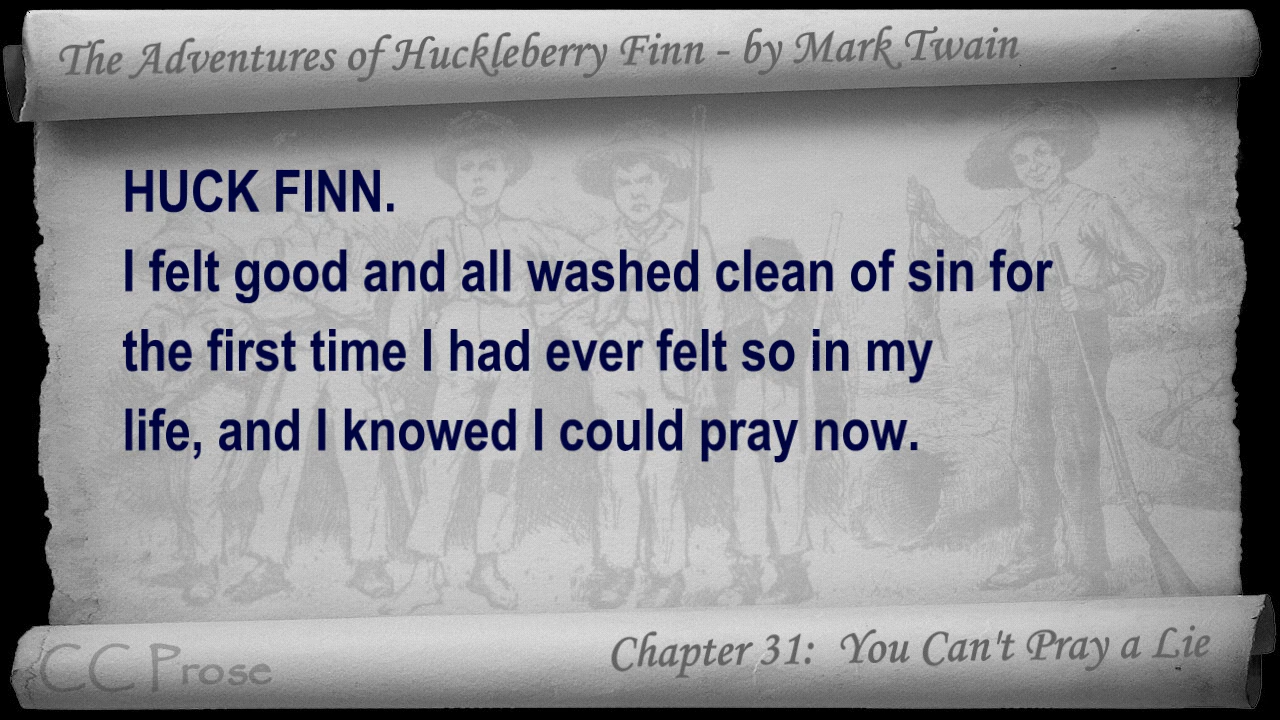 The Adventures of Huckleberry Finn - by Mark Twain
HUCK FINN.
I felt good and all washed clean of sin for
the first time I had ever felt so in my
life, and I knowed I could pray now.
CC Prose
Chapter 31: You Can't Pray a Lie